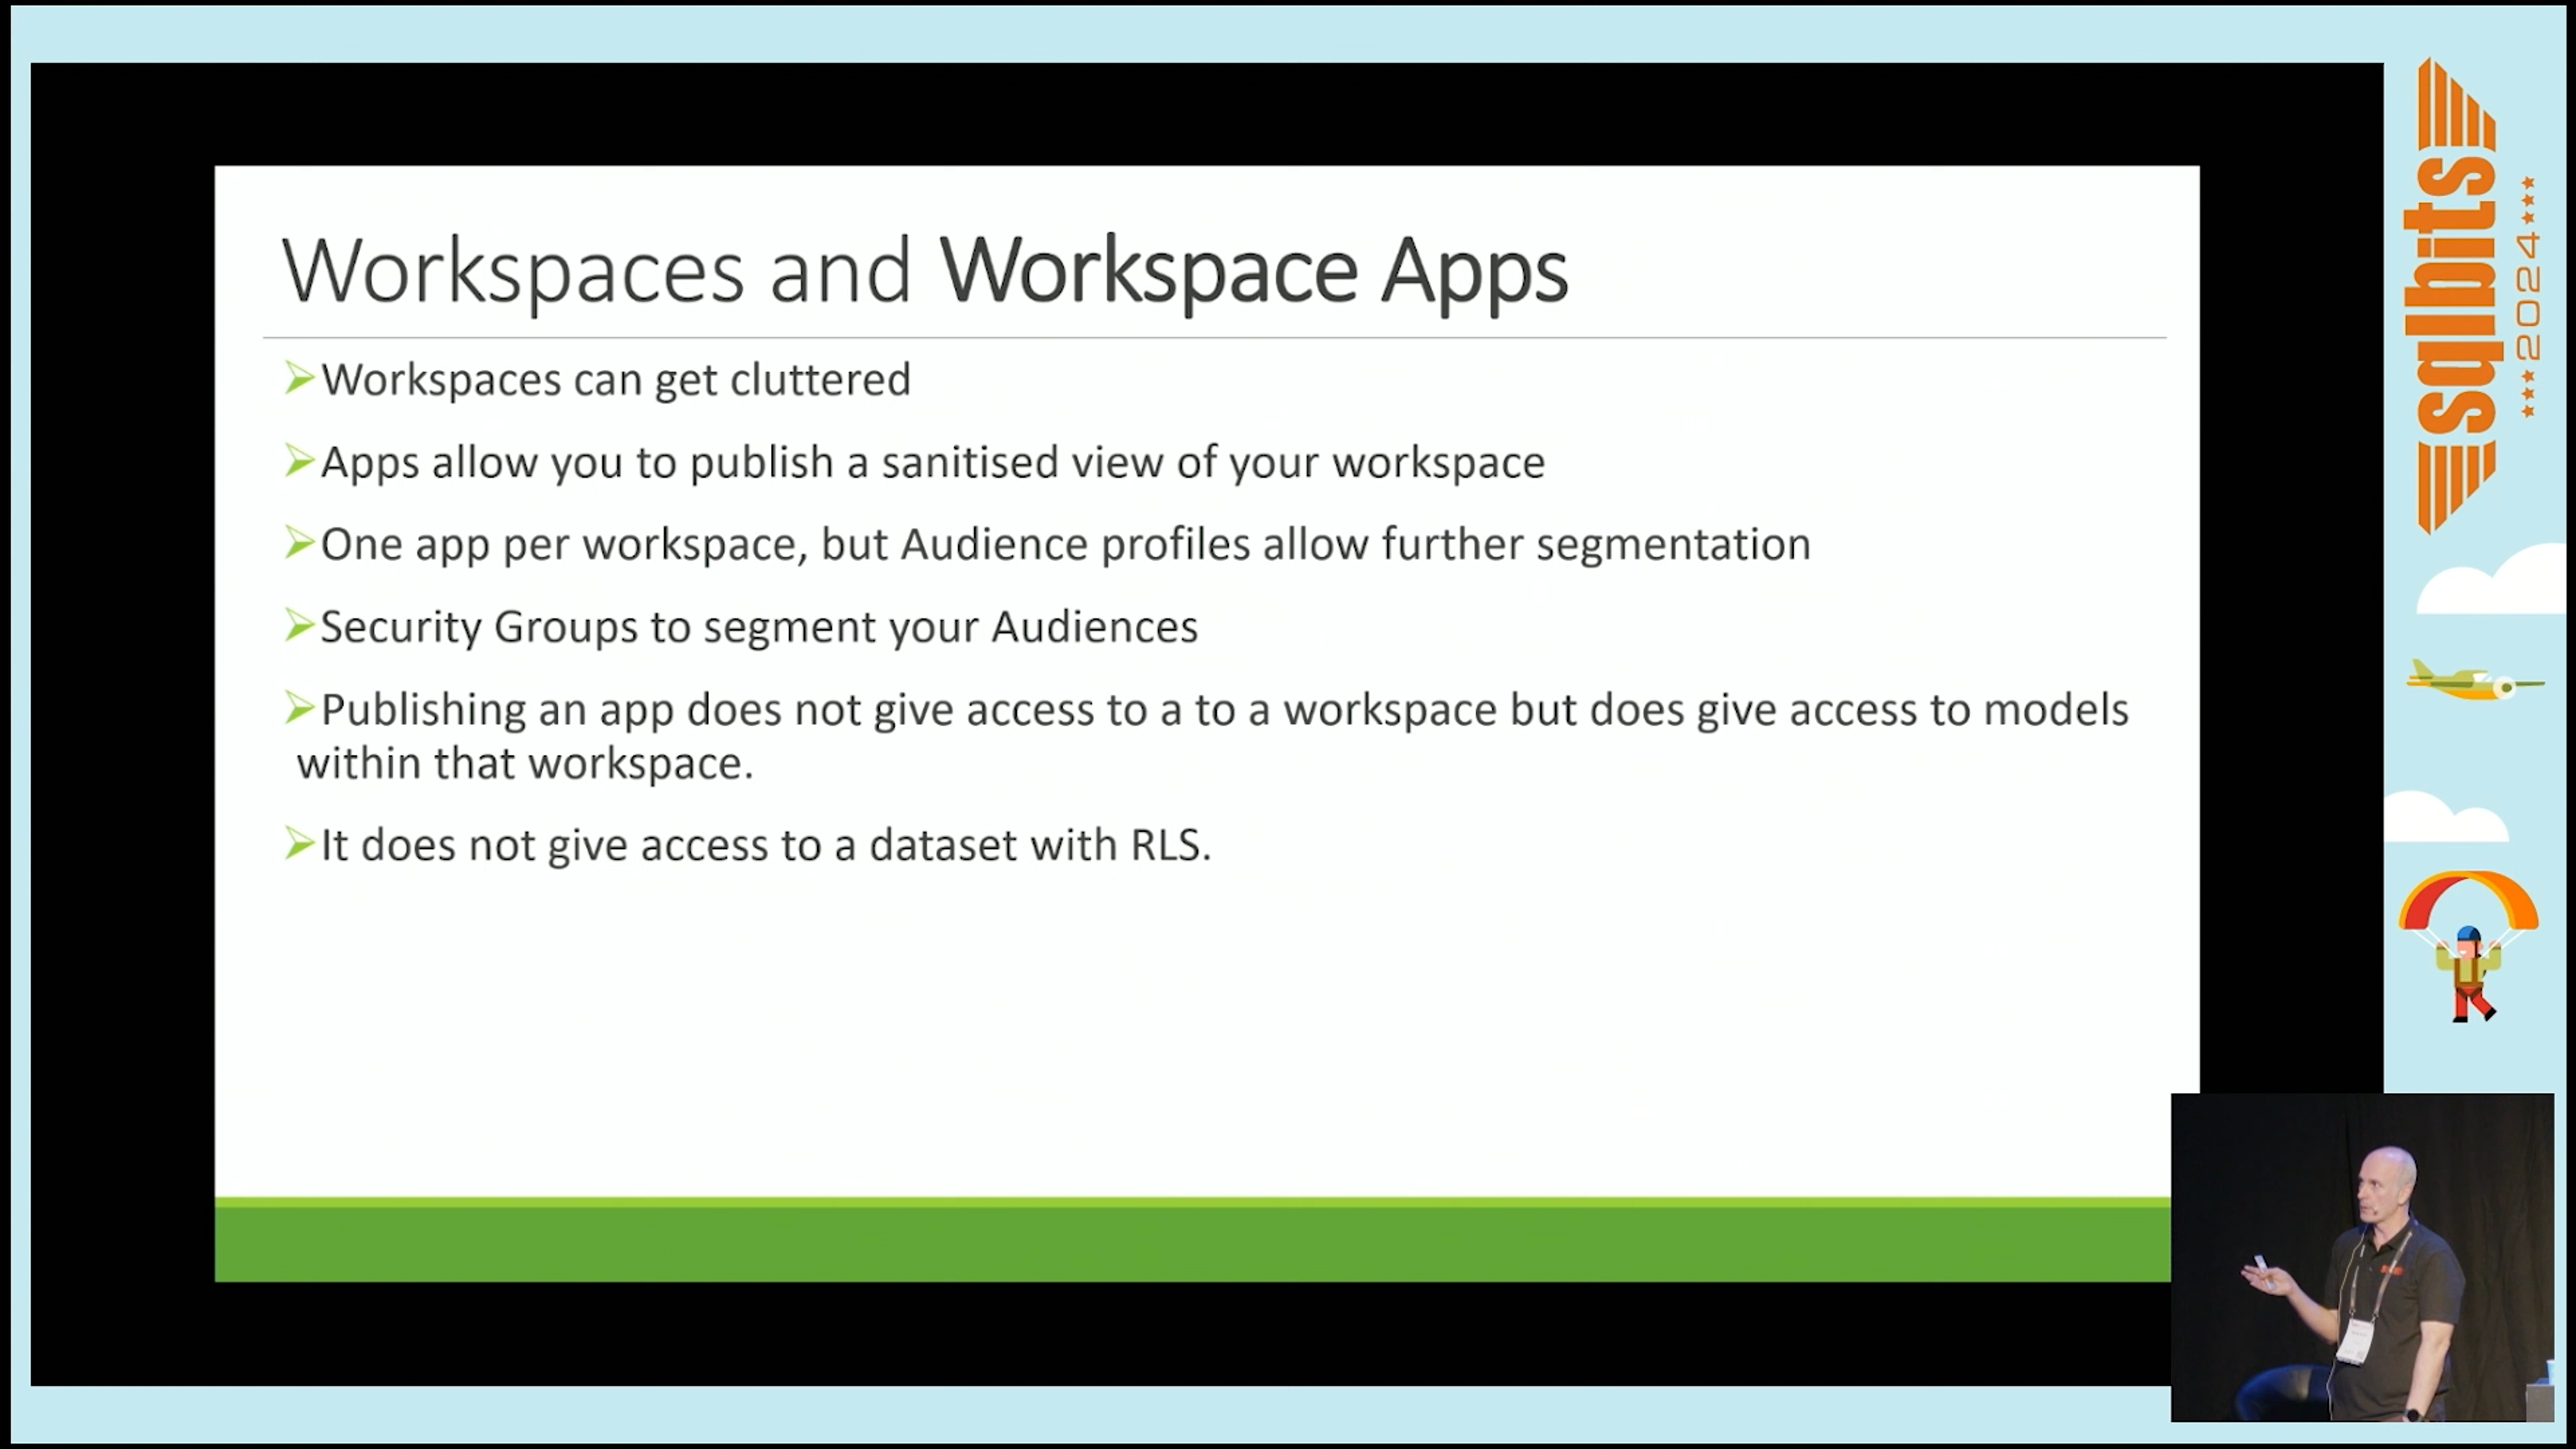 Workspaces and Workspace Apps
Workspaces can get cluttered
Apps allow you to publish a sanitised view of your workspace
One app per workspace, but Audience profiles allow further segmentation
Security Groups to segment your Audiences
Publishing an app does not give access to a to a workspace but does give access to models
within that workspace.
It does not give access to a dataset with RLS.
sqlbits
2024